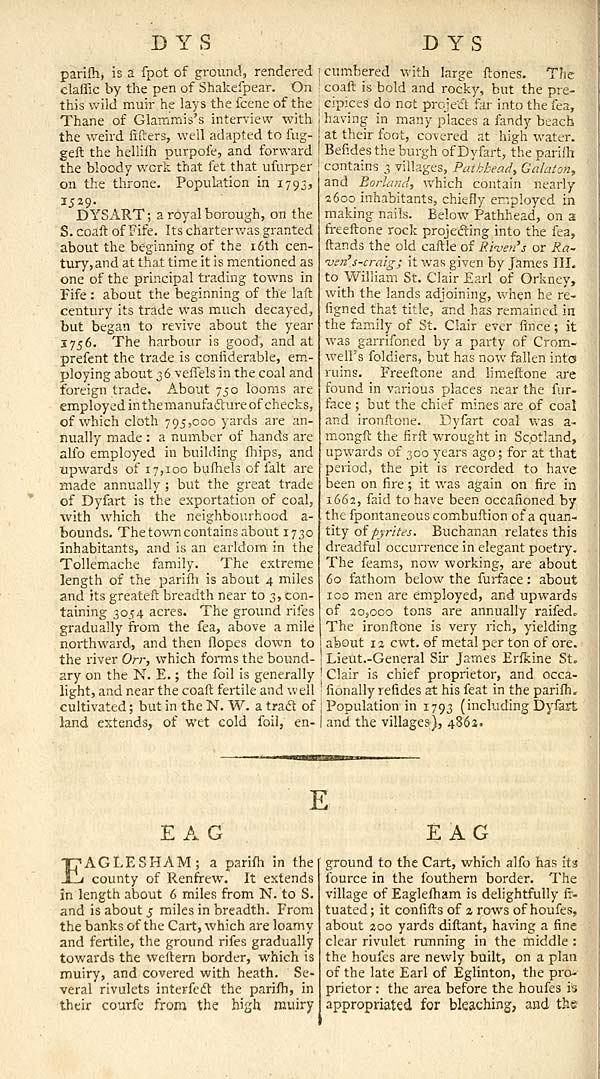 DYS
pariſh, is a ſpot of ground, rendered
claſſic by the pen of Shakeſpear. On
this wild muir he lays the ſcene of the
Thane of Glammis's interview with
the weird ſiſters, well adapted to ſug-
geſt the helliſh purpoſe, and forward
the bloody work that ſet that uſurper
on the throne. Population in 1793,
1529.
DYSART; a royal borough, on the
S. coaſt of Fife. Its charter was granted
about the beginning of the 16th cen-
tury, and at that time it is mentioned as
one of the principal trading towns in
Fife: about the beginning of the laſt
century its trade was much decayed,
but began to revive about the year
1756. The harbour is good, and at
preſent the trade is conſiderable, em-
ploying about 36 veſſels in the coal and
foreign trade. About 750 looms are
employed in the manufacture of checks,
of which cloth 795,000 yards are an-
nually made: a number of hands are
alſo employed in building ſhips, and
upwards of 17,100 buſhels of ſalt are
made annually; but the great trade
of Dyſart is the exportation of coal,
with which the neighbourhood a-
bounds. The town contains about 1730
inhabitants, and is an earldom in the
Tollemache family. The extreme
length of the pariſh is about 4 miles
and its greateſt breadth near to 3, con-
taining 3054 acres. The ground riſes
gradually from the ſea, above a mile
northward, and then ſlopes down to
the river Orr, which forms the bound-
ary on the N. E.; the ſoil is generally
light, and near the coaſt fertile and well
cultivated; but in the N. W. a tract of
land extends, of wet cold ſoil, en-
DYS
cumbered with large ſtones. The
coaſt is bold and rocky, but the pre-
cipices do not project far into the ſea,
having in many places a ſandy beach
at their foot, covered at high water.
Beſides the burgh of Dyſart, the pariſh
contains 3 villages, Pathhead, Galaton,
and Borland, which contain nearly
2600 inhabitants, chiefly employed in
making nails. Below Pathhead, on a
freeſtone rock projecting into the ſea,
ſtands the old caſtle of Riven's or Ra-
ven's-craig; it was given by James III.
to William St. Clair Earl of Orkney,
with the lands adjoining, when he re-
ſigned that title, and has remained in
the family of St. Clair ever ſince; it
was garriſoned by a party of Crom-
well's ſoldiers, but has now fallen into
ruins. Freeſtone and limeſtone are
found in various places near the ſur-
face; but the chief mines are of coal
and ironſtone. Dyſart coal was a-
mongſt the firſt wrought in Scotland,
upwards of 300 years ago; for at that
period, the pit is recorded to have
been on fire; it was again on fire in
1662, ſaid to have been occaſioned by
the ſpontaneous combuſtion of a quan-
tity of pyrites. Buchanan relates this
dreadful occurrence in elegant poetry.
The ſeams, now working, are about
60 fathom below the ſurface: about
100 men are employed, and upwards
of 20,000 tons are annually raiſed.
The ironſtone is very rich, yielding
about 12 cwt. of metal per ton of ore.
Lieut.-General Sir James Erſkine St.
Clair is chief proprietor, and occa-
ſionally reſides at his ſeat in the pariſh.
Population in 1793 (including Dyſart
and the villages), 4862.
E
EAG
EAGLESHAM; a pariſh in the
county of Renfrew. It extends
in length about 6 miles from N. to S.
and is about 5 miles in breadth. From
the banks of the Cart, which are loamy
and fertile, the ground riſes gradually
towards the weſtern border, which is
muiry, and covered with heath. Se-
veral rivulets interſect the pariſh, in
their courſe from the high muiry
EAG
ground to the Cart, which alſo has its
ſource in the ſouthern border. The
village of Eagleſham is delightfully ſi-
tuated; it conſiſts of 2 rows of houſes,
about 200 yards diſtant, having a fine
clear rivulet running in the middle:
the houſes are newly built, on a plan
of the late Earl of Eglinton, the pro-
prietor: the area before the houſes is
appropriated for bleaching, and the